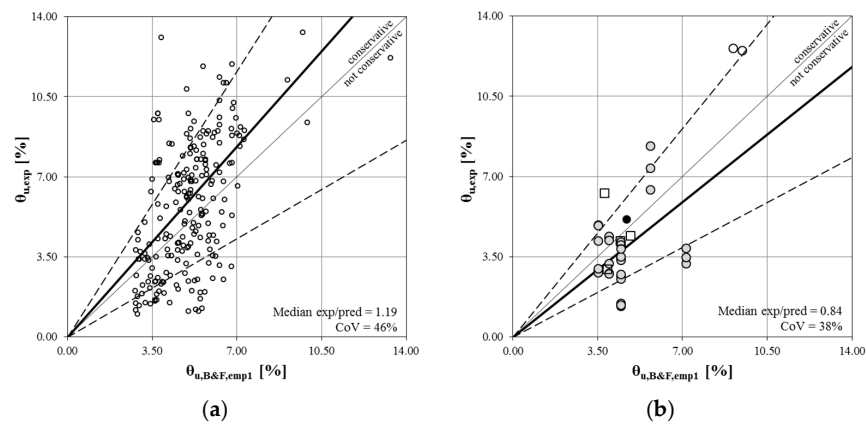 14.00
10.50
7.00
3.50
0.00
θu,exp [%]
conservative
not conservative
Median exp/pred = 1.19
CoV = 46%
0.00 3.50 7.00 10.50 14.00
θu,B&F,emp1 [%]
(a)
14.00
10.50
7.00
3.50
0.00
θu,exp [%]
conservative
not conservative
Median exp/pred = 0.84
CoV = 38%
0.00 3.50 7.00 10.50 14.00
θu,B&F,emp1 [%]
(b)